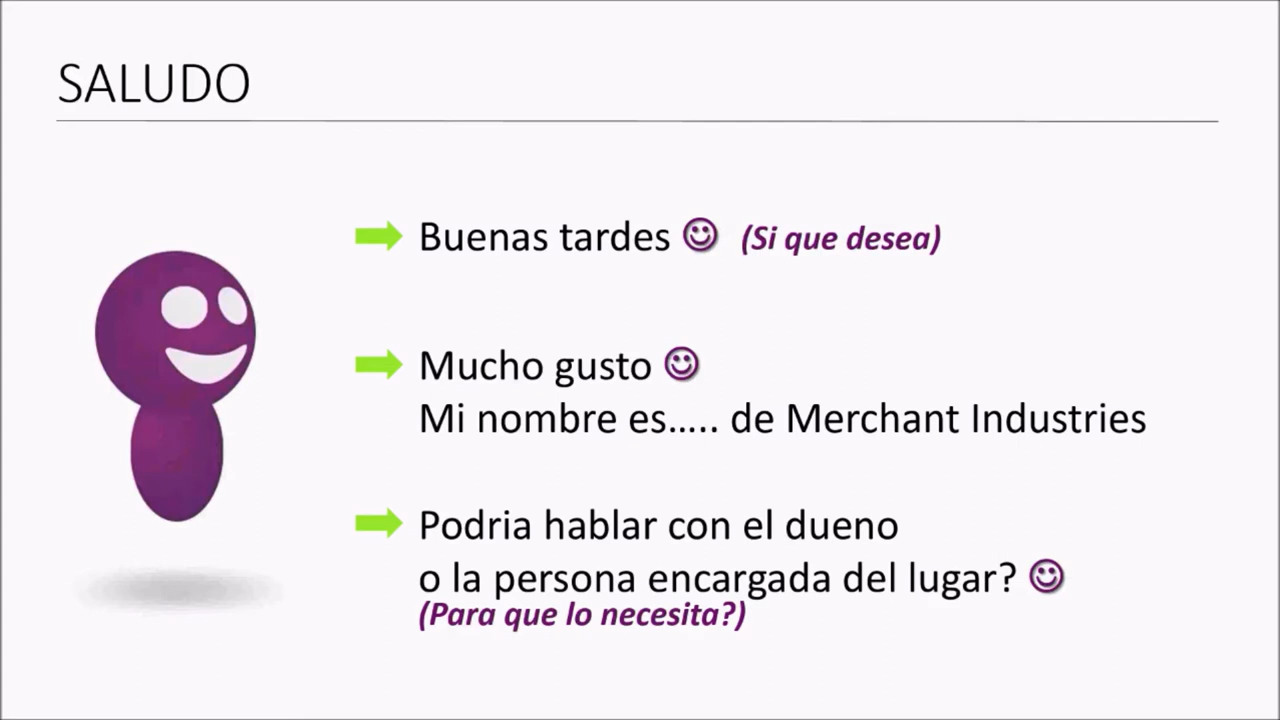 SALUDO
Buenas tardes ☺ (Si que desea)
Mucho gusto ☺
Mi nombre es..... de Merchant Industries
Podria hablar con el dueno
o la persona encargada del lugar? ☺
(Para que lo necesita?)